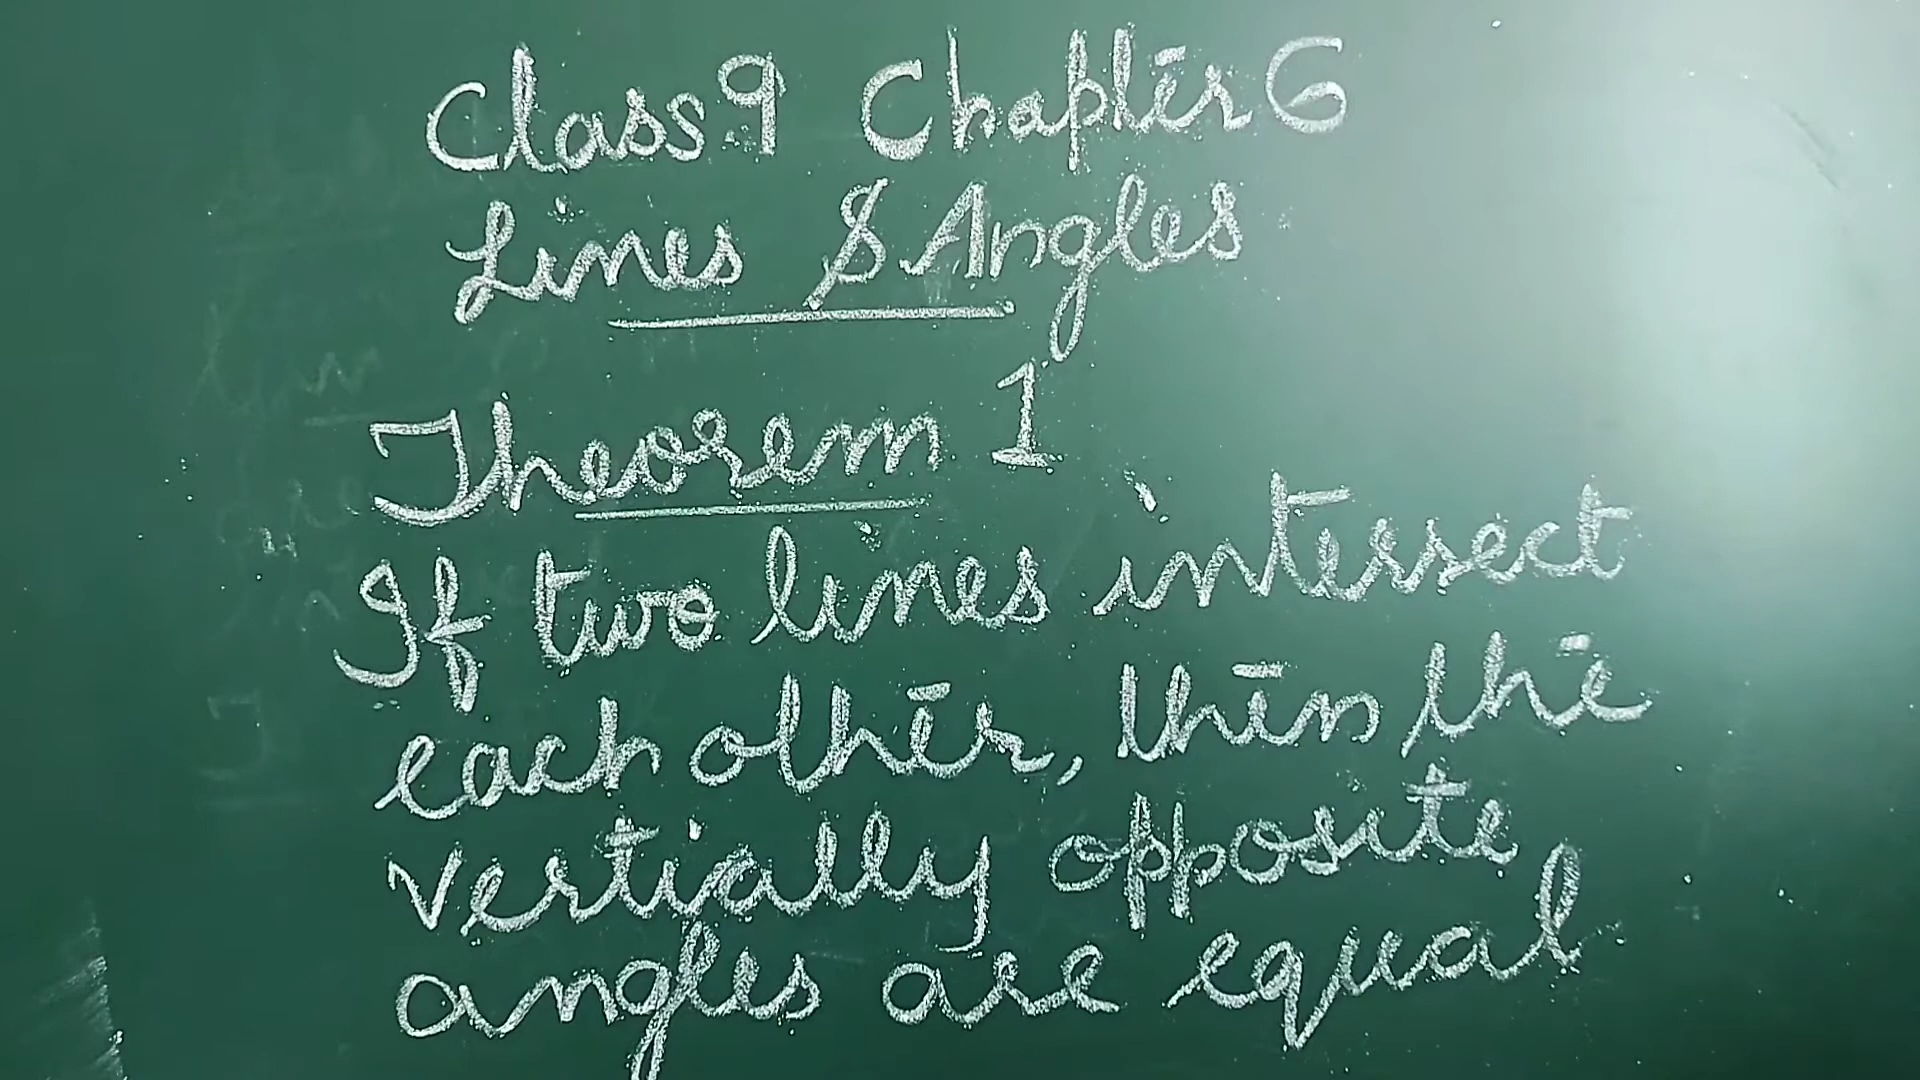 Class 9 Chapter 6
Lines & Angles
Theorem 1
If two lines intersect
each other, then the
vertially opposite
angles are equal